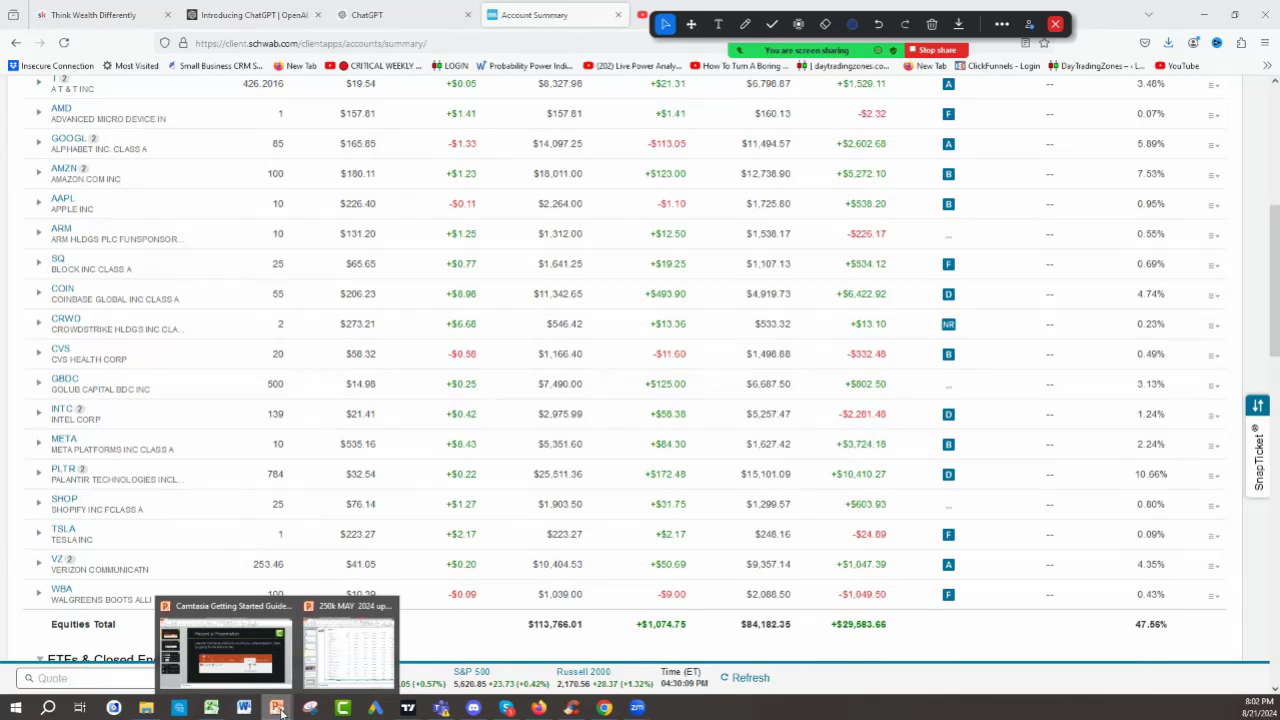 Sink Wealth Diversity
Introducing ChatGPT | OpenAI
ChatGPT
Account Summary
https://client.schwab.com/clientapps/accounts/summary/
You are screen sharing
Stop share
Insecure Connection
Most Visited
Smart Business Choice
New Tab
CRITICAL WEEKLY ...
LOGIN
Probability Power Indi...
(202) Live Power Analy...
How To Turn A Boring ...
| daytradingzones.co...
New Tab
ClickFunnels - Login
DayTradingZones – ‹ L...
YouTube
T 2 2016 +$0.05 $8,327.98 +$21.31 $6,798.87 +$1,529.11 A -- 3.48%
A T & T INC
AMD 1 $157.81 +$1.41 $157.81 +$1.41 $160.13 -$2.32 F -- 0.07%
ADVANCED MICRO DEVICE IN
GOOGL 2 85 $165.85 -$1.33 $14,097.25 -$113.05 $11,494.57 +$2,602.68 A -- 5.89%
ALPHABET INC. CLASS A
AMZN 2 100 $180.11 +$1.23 $18,011.00 +$123.00 $12,738.90 +$5,272.10 B -- 7.53%
AMAZON.COM INC
AAPL 10 $226.40 -$0.11 $2,264.00 -$1.10 $1,725.80 +$538.20 B -- 0.95%
APPLE INC
ARM 10 $131.20 +$1.25 $1,312.00 +$12.50 $1,538.17 -$226.17 -- -- 0.55%
ARM HLDGS PLC FUNSPONSOR...
SQ 25 $65.65 +$0.77 $1,641.25 +$19.25 $1,107.13 +$534.12 F -- 0.69%
BLOCK INC CLASS A
COIN 55 $206.23 +$8.98 $11,342.65 +$493.90 $4,919.73 +$6,422.92 D -- 4.74%
COINBASE GLOBAL INC CLASS A
CRWD 2 $273.21 +$6.68 $546.42 +$13.36 $533.32 +$13.10 NR -- 0.23%
CROWDSTRIKE HLDGS INC CLA...
CVS 20 $58.32 -$0.58 $1,166.40 -$11.60 $1,498.88 -$332.48 B -- 0.49%
CVS HEALTH CORP
GBDC 500 $14.98 +$0.25 $7,490.00 +$125.00 $6,687.50 +$802.50 -- -- 3.13%
GOLUB CAPITAL BDC INC
INTC 2 139 $21.41 +$0.42 $2,975.99 +$58.38 $5,257.47 -$2,281.48 D -- 1.24%
INTEL CORP
META 10 $535.16 +$8.43 $5,351.60 +$84.30 $1,627.42 +$3,724.18 B -- 2.24%
META PLATFORMS INC CLASS A
PLTR 2 784 $32.54 +$0.22 $25,511.36 +$172.48 $15,101.09 +$10,410.27 D -- 10.66%
PALANTIR TECHNOLOGIES INCL...
SHOP 25 $76.14 +$1.27 $1,903.50 +$31.75 $1,299.57 +$603.93 -- -- 0.80%
SHOPIFY INC FCLASS A
TSLA 1 $223.27 +$2.17 $223.27 +$2.17 $248.16 -$24.89 F -- 0.09%
TESLA INC
VZ 2 253.46 $41.05 +$0.20 $10,404.53 +$50.69 $9,357.14 +$1,047.39 A -- 4.35%
VERIZON COMMUNICATN
WBA -$0.09 $1,039.00 -$9.00 $2,088.50 -$1,049.50 F -- 0.43%
WALGREENS BOOTS ALLI
Camtasia Getting Started Guide...
250k MAY 2024 up...
Equities Total $113,766.01 +$1,074.75 $84,182.35 +$29,583.66 47.56%
SnapTicket ®
S&P 500 Russell 2000 Time (ET)
Quote (+0.57%) 5,620.85 +23.73 (+0.42%) 2,170.56 +28.37 (+1.32%) 04:30:09 PM Refresh
8:02 PM
8/21/2024